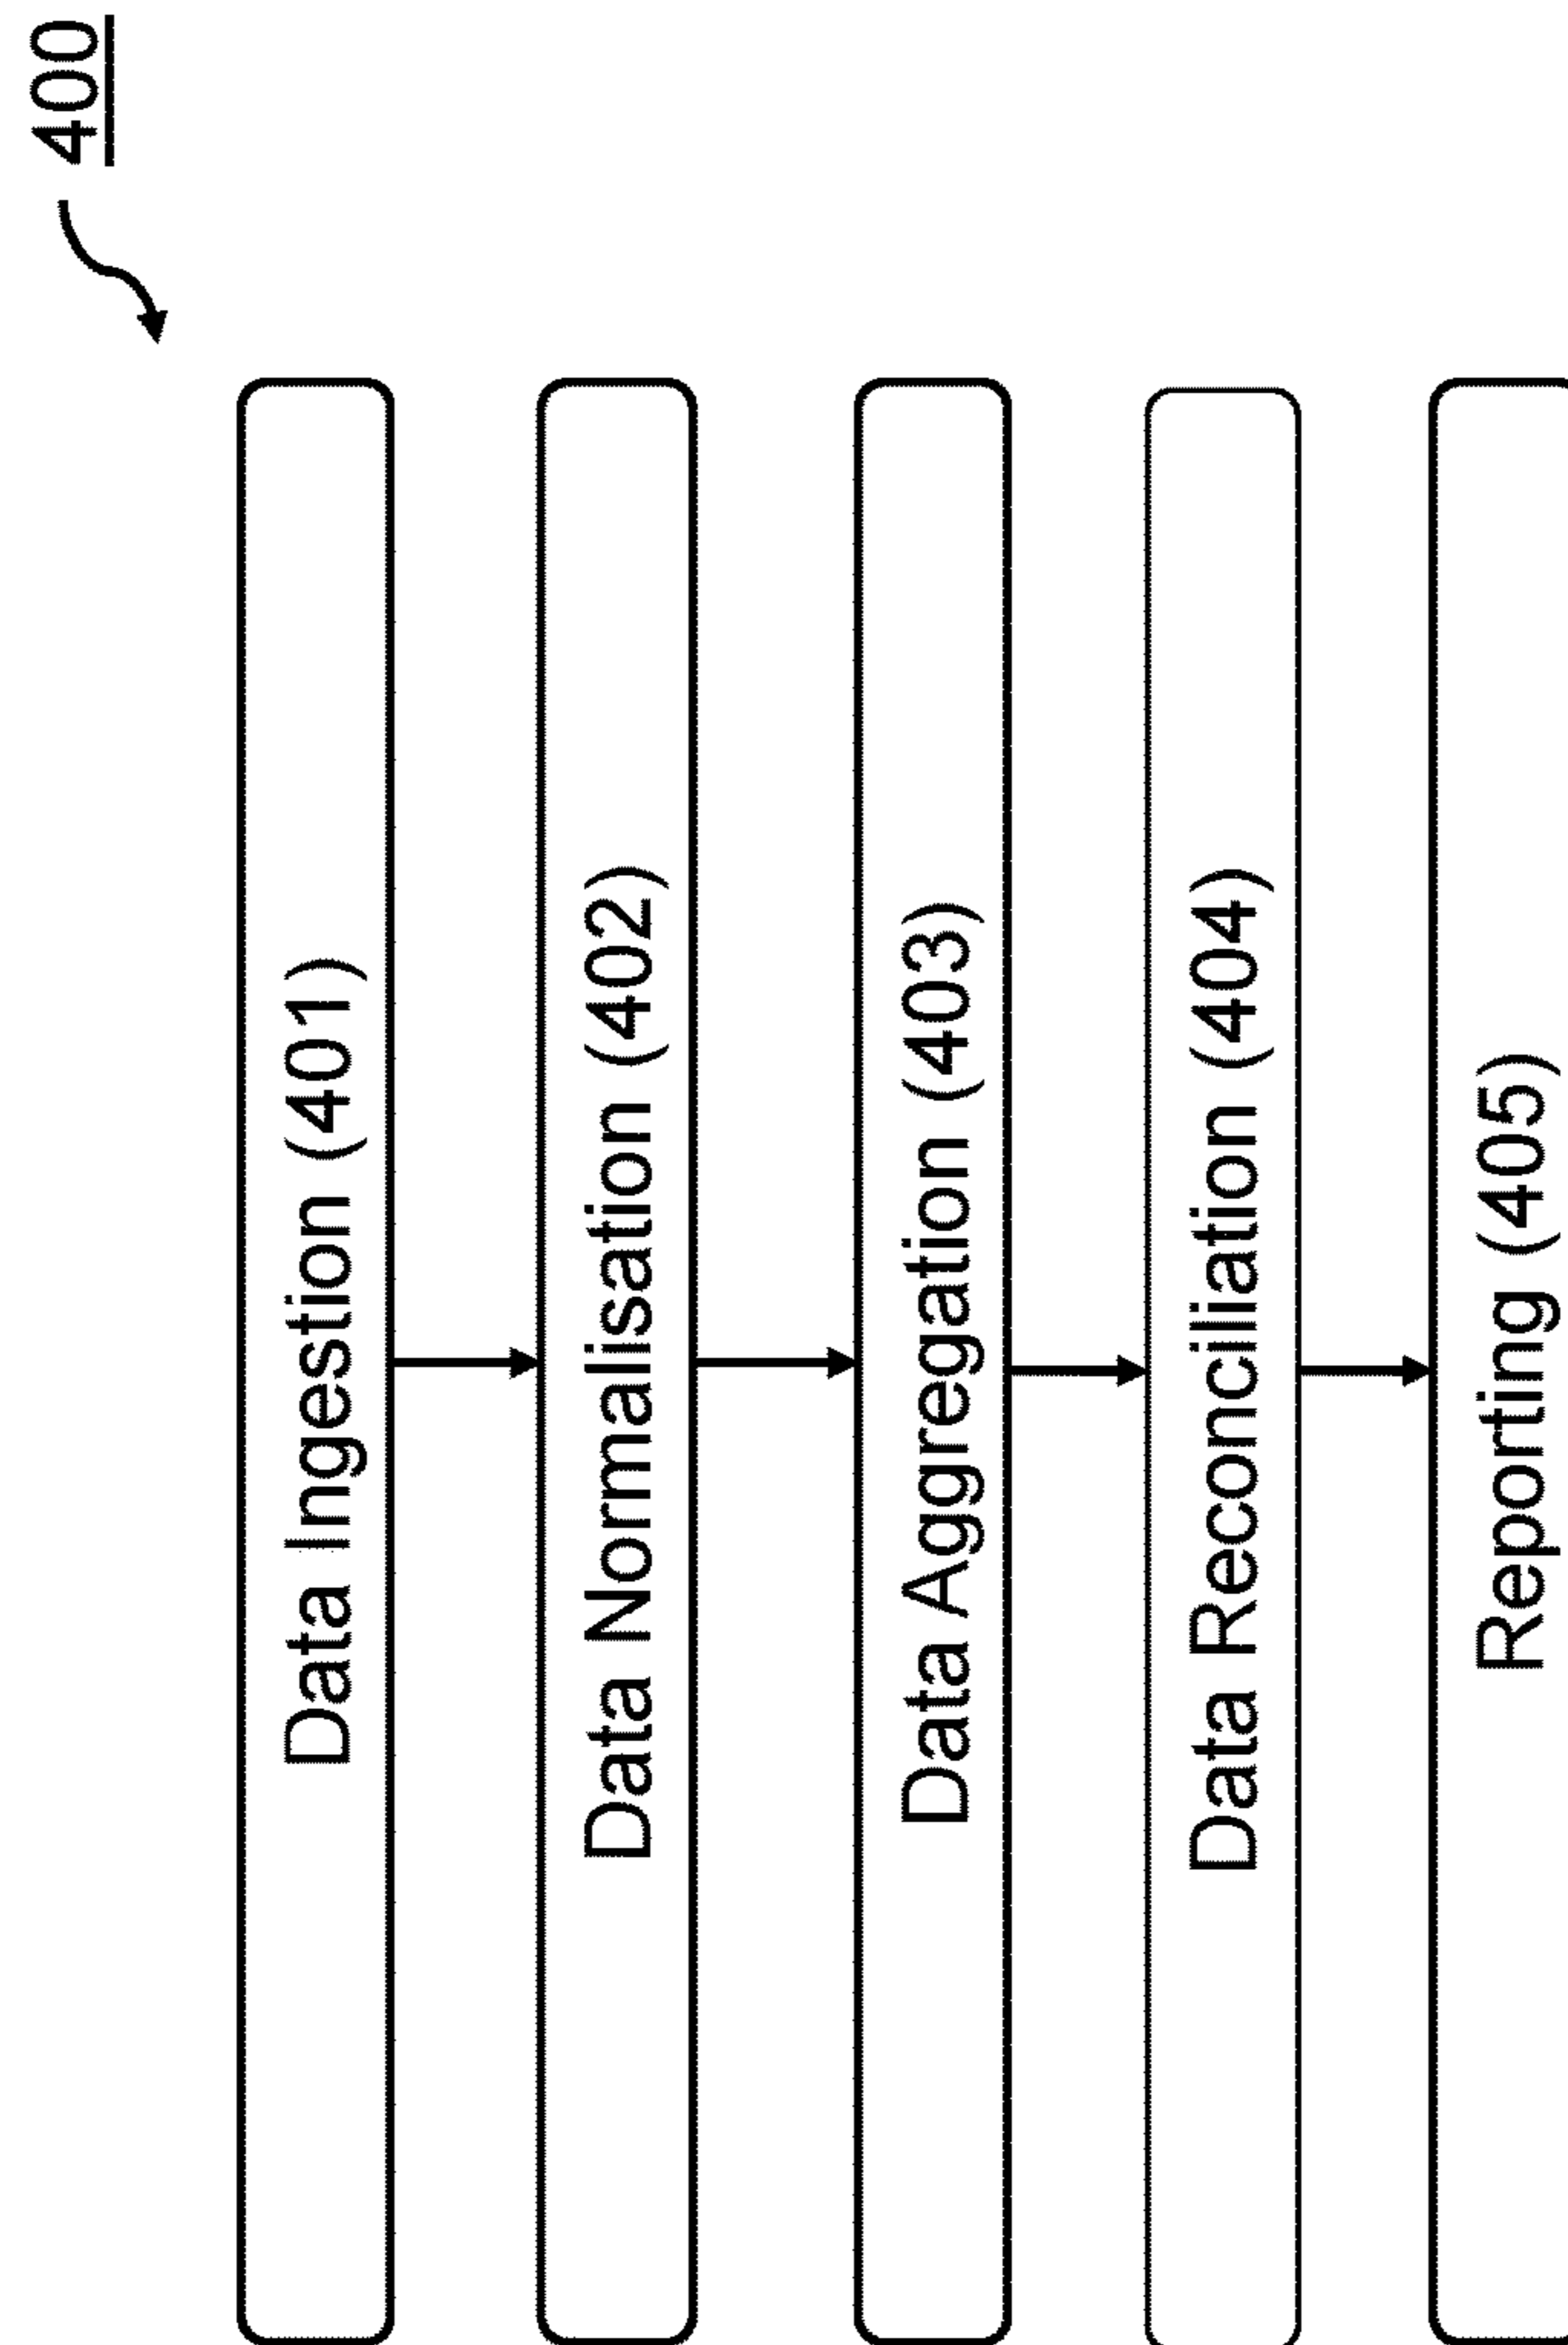 400
Data Ingestion (401)
Data Normalisation (402)
Data Aggregation (403)
Data Reconciliation (404)
Reporting (405)